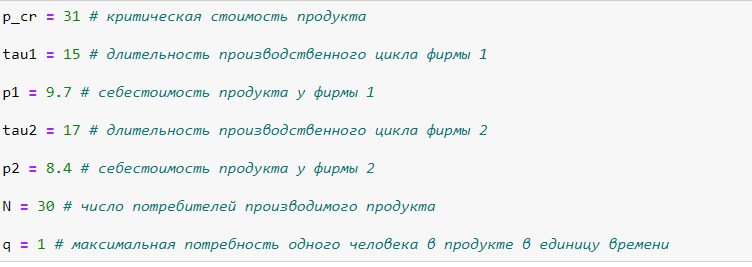 p_cr = 31 # критическая стоимость продукта
tau1 = 15 # длительность производственного цикла фирмы 1
p1 = 9.7 # себестоимость продукта у фирмы 1
tau2 = 17 # длительность производственного цикла фирмы 2
p2 = 8.4 # себестоимость продукта у фирмы 2
N = 30 # число потребителей производимого продукта
q = 1 # максимальная потребность одного человека в продукте в единицу времени